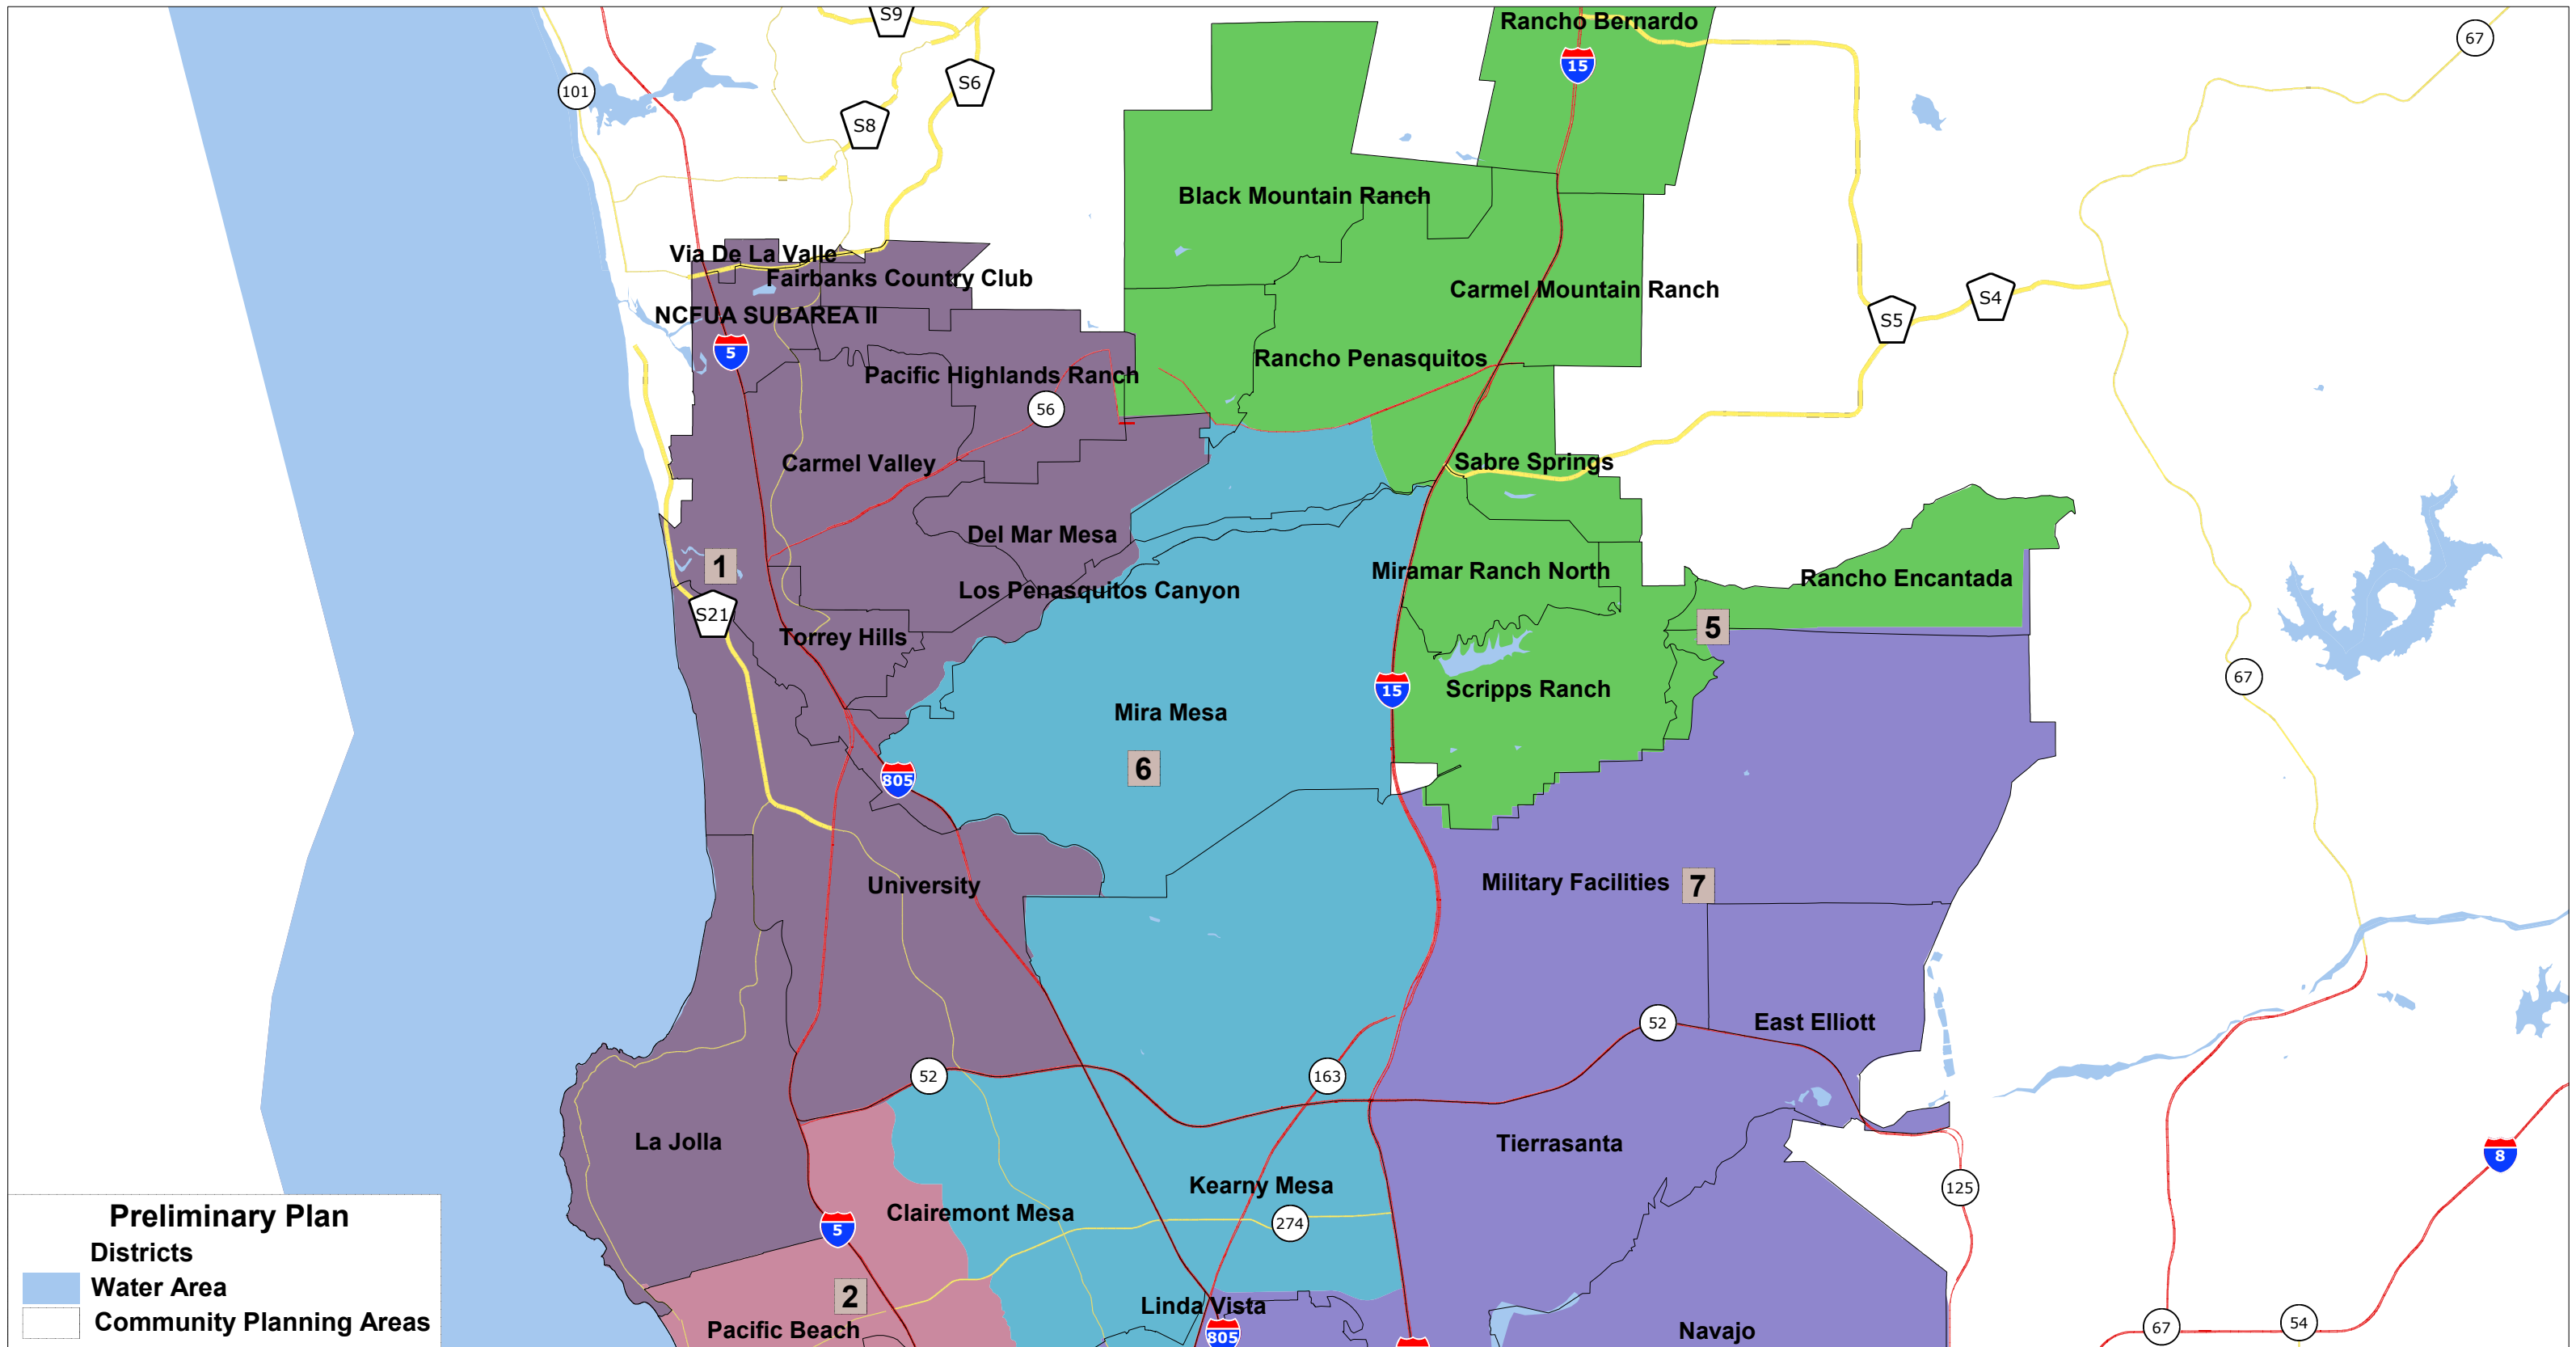 S9
Rancho Bernardo
67
15
S6
101
S8
Black Mountain Ranch
Via De La Valle
Fairbanks Country Club
Carmel Mountain Ranch
S4
NCFUA SUBAREA II
S5
5
Rancho Penasquitos
Pacific Highlands Ranch
56
Carmel Valley
Sabre Springs
Del Mar Mesa
1
Miramar Ranch North
Rancho Encantada
Los Penasquitos Canyon
S21
5
Torrey Hills
67
15
Scripps Ranch
Mira Mesa
6
805
University
Military Facilities
7
52
East Elliott
52
163
La Jolla
Tierrasanta
8
Kearny Mesa
125
Clairemont Mesa
274
5
Preliminary Plan
Districts
Water Area
Community Planning Areas
2
Linda Vista
Pacific Beach
805
Navajo
67
54